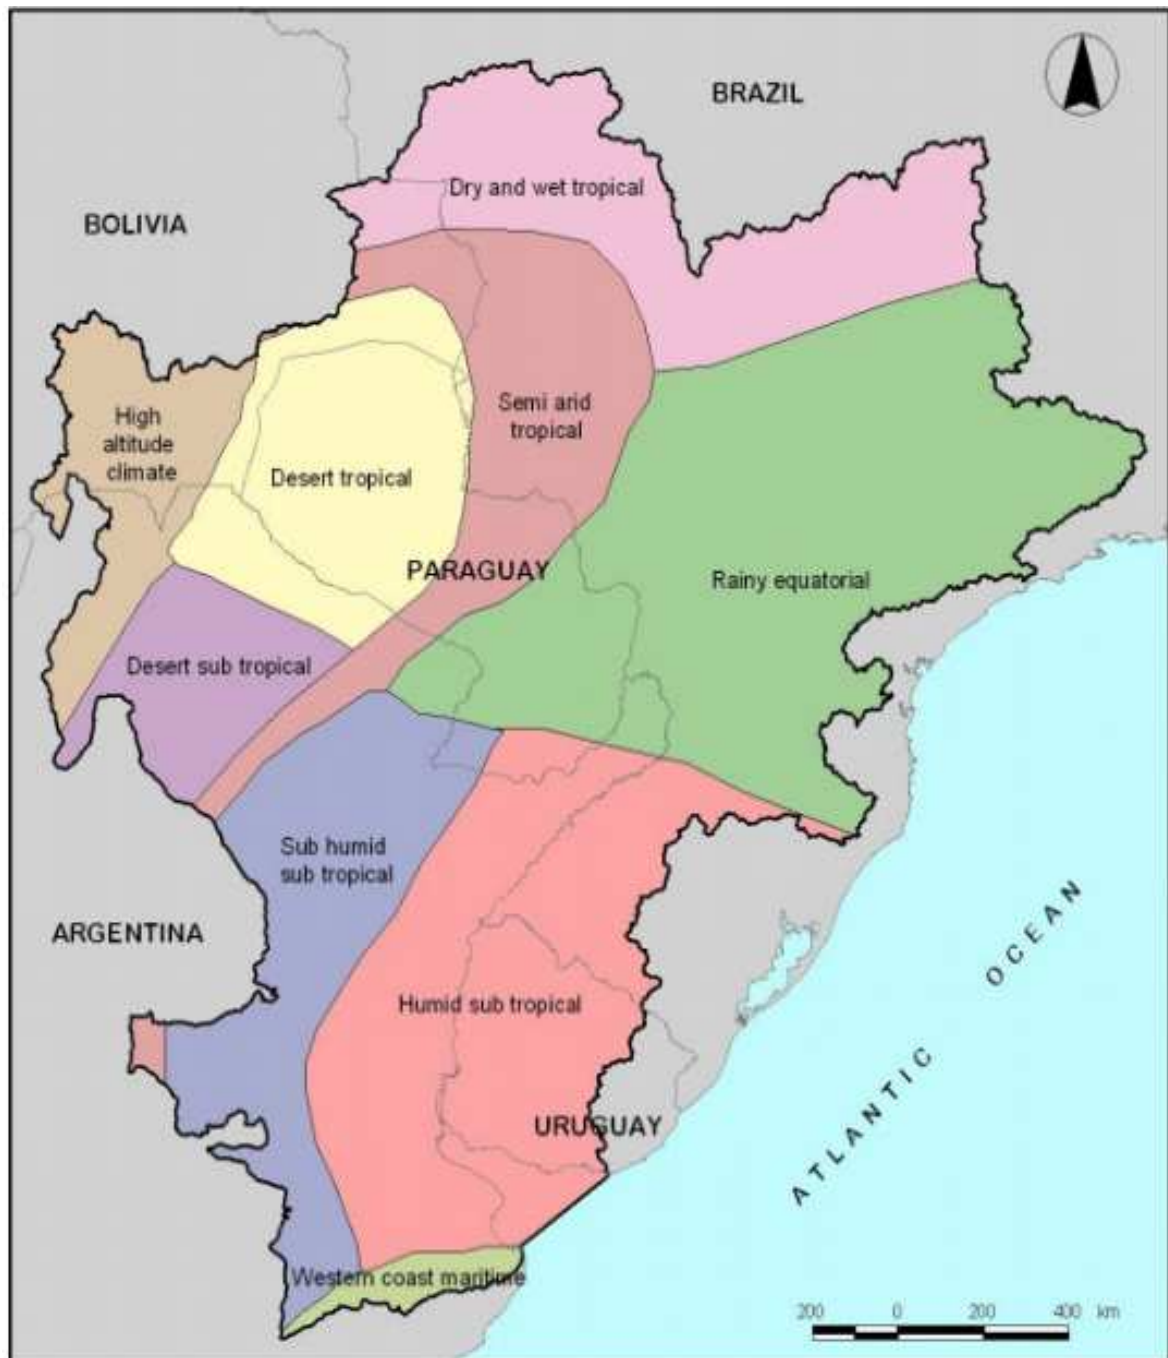 BRAZIL
Dry and wet tropical
BOLIVIA
High
altitude
climate
Semi arid
tropical
Desert tropical
PARAGUAY
Rainy equatorial
Desert sub tropical
Sub humid
sub tropical
ARGENTINA
Humid sub tropical
URUGUAY
ATLANTIC OCEAN
Western coast maritime
200 0 200 400 km